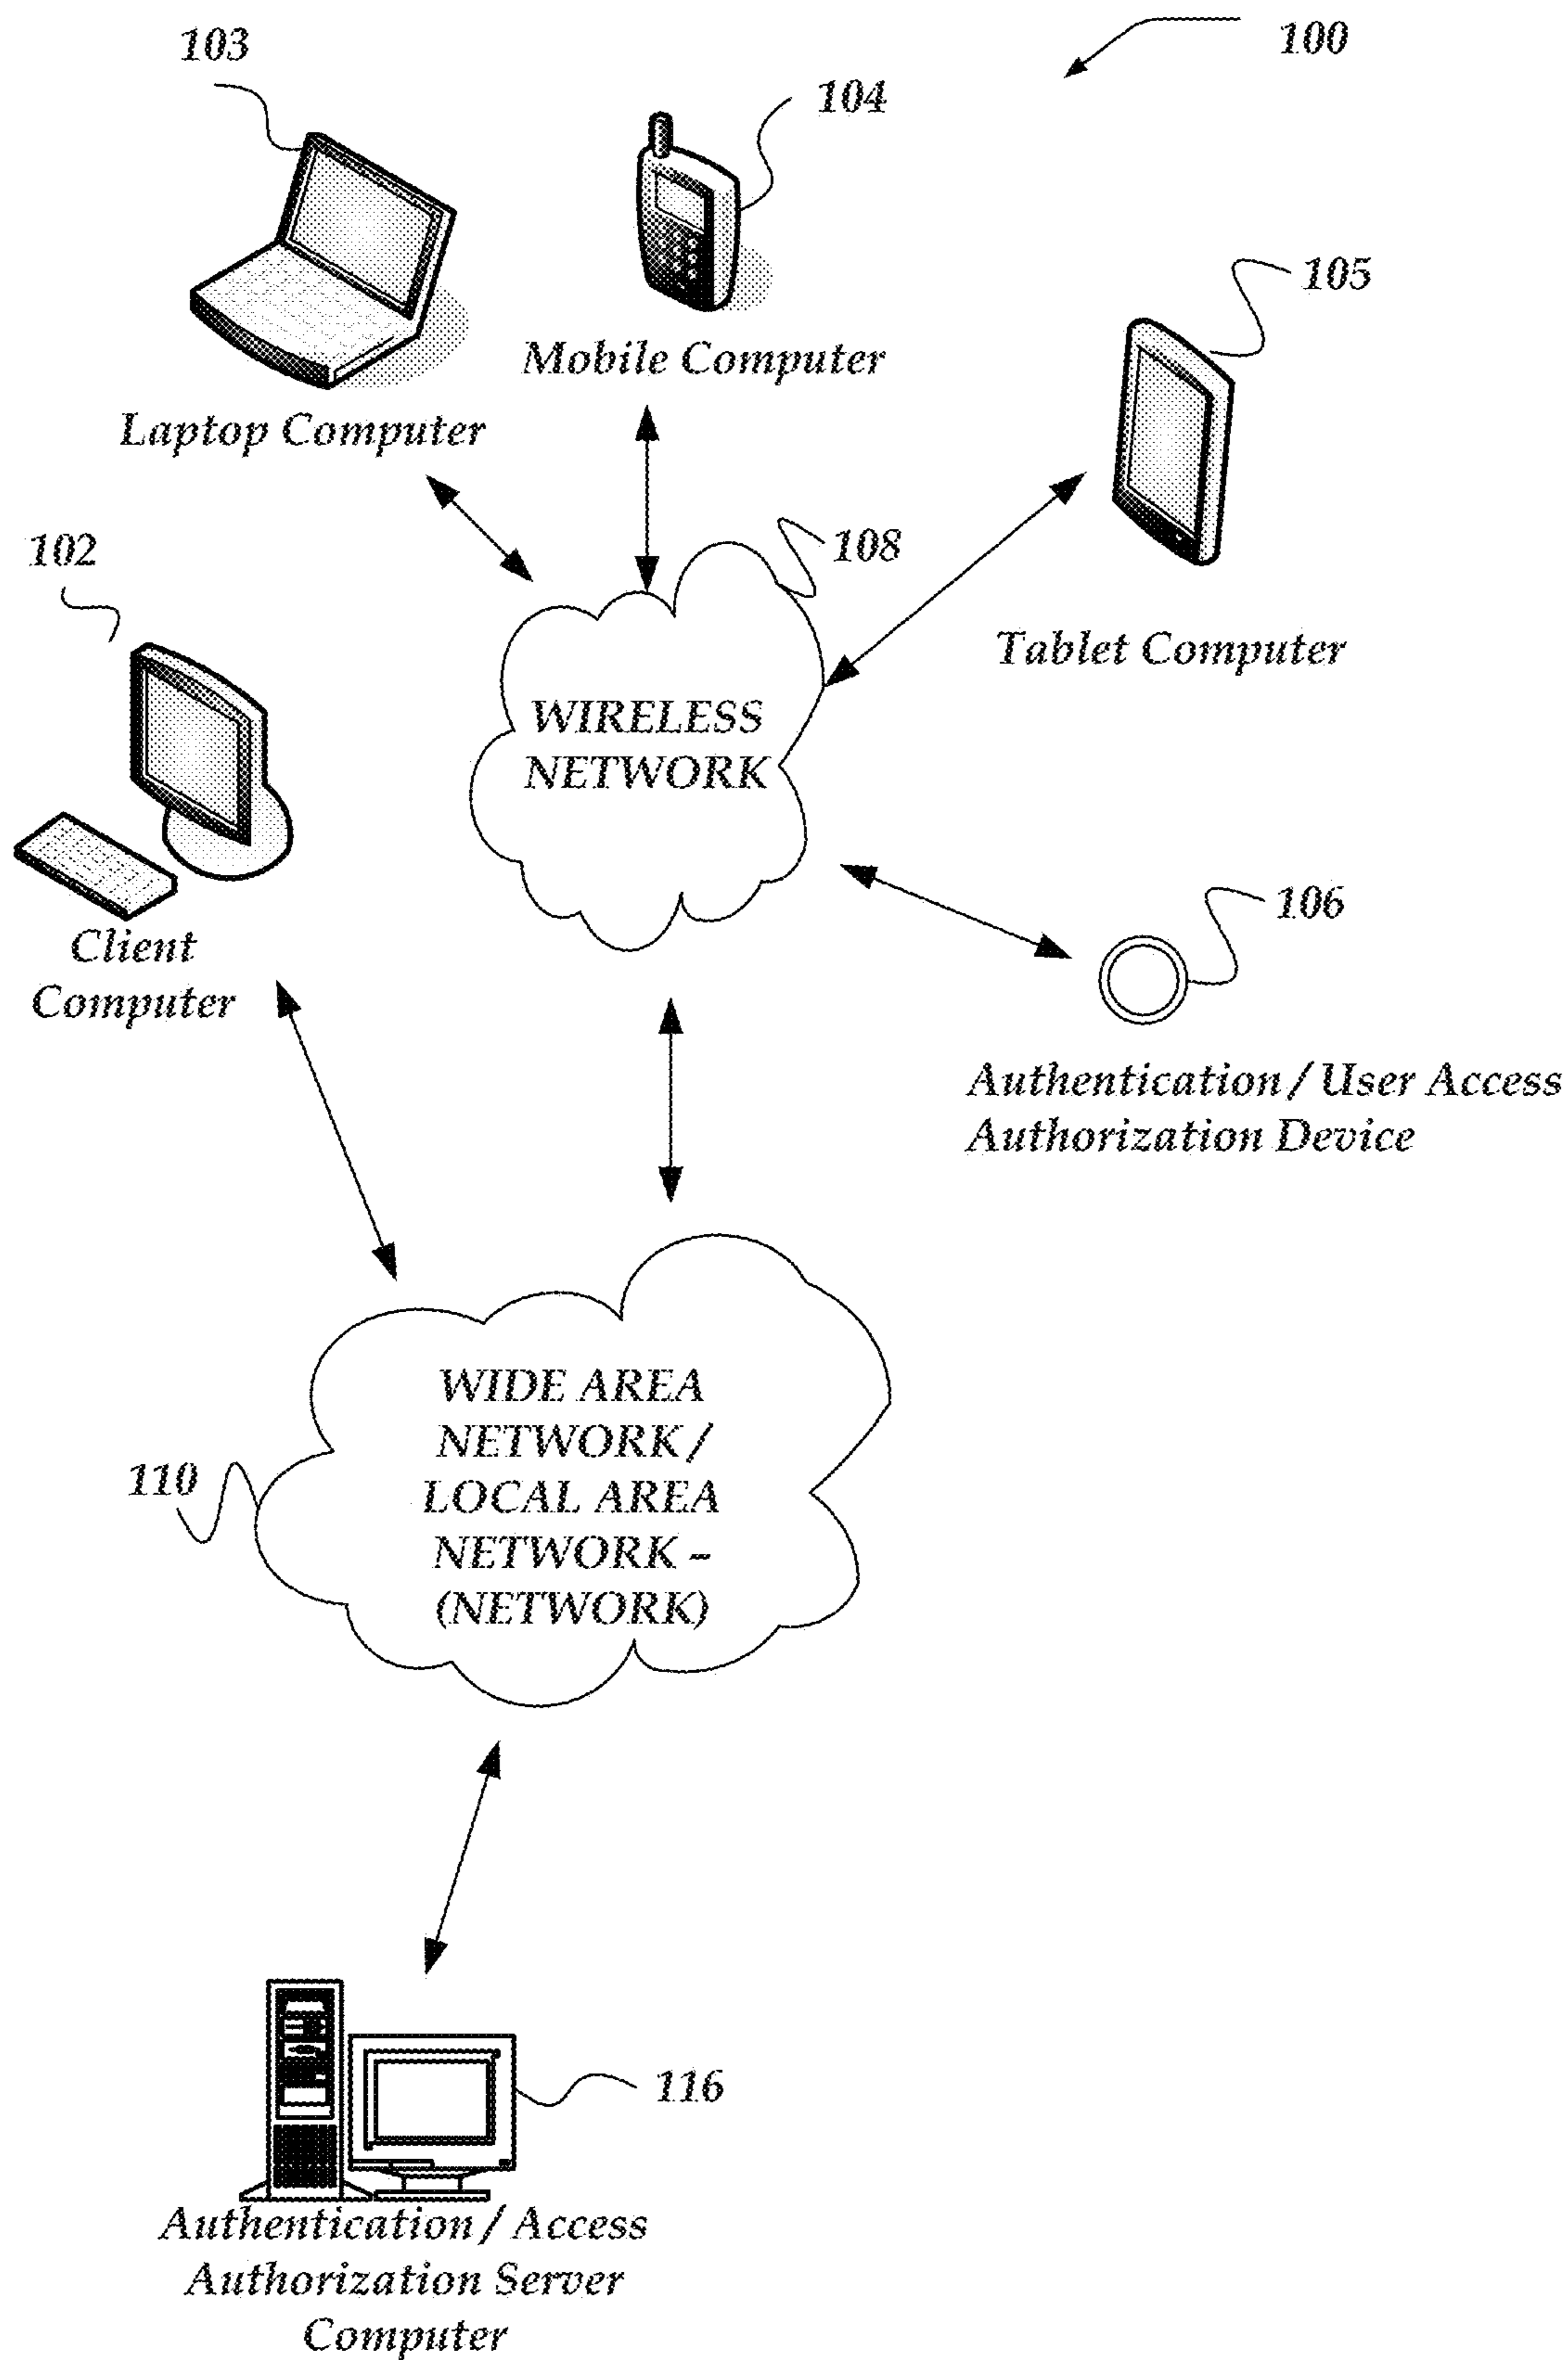 100
103
104
105
Mobile Computer
Laptop Computer
108
102
Tablet Computer
WIRELESS
NETWORK
106
Client
Computer
Authentication / User Access
Authorization Device
WIDE AREA
NETWORK /
LOCAL AREA
NETWORK –
(NETWORK)
110
116
Authentication / Access
Authorization Server
Computer